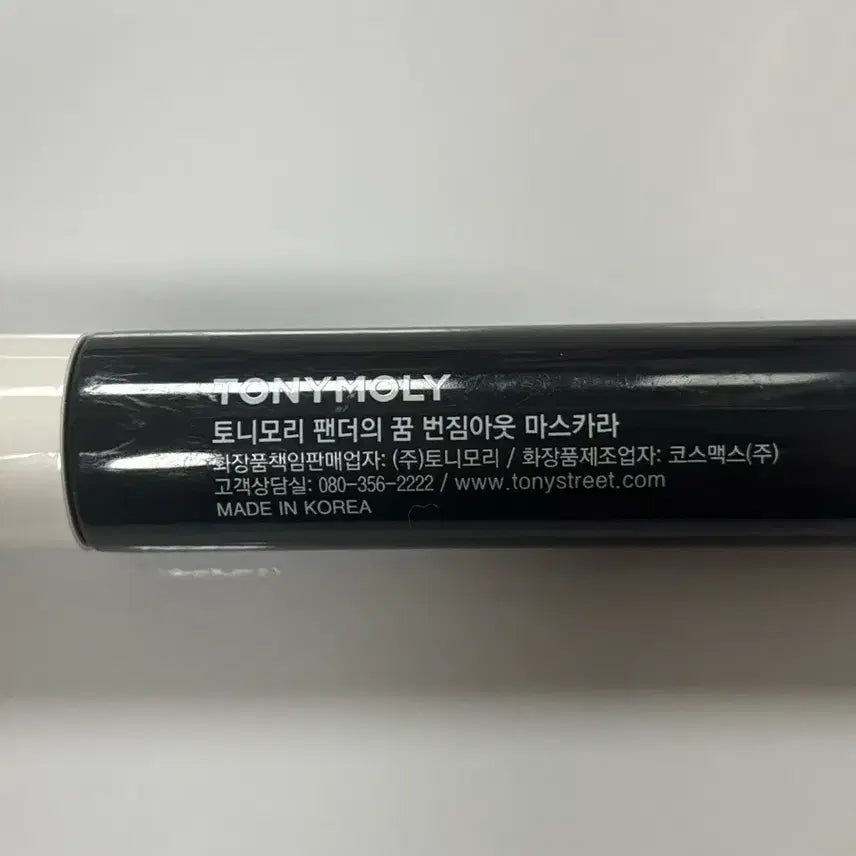 TONYMOLY
토니모리 팬더의 꿈 번짐아웃 마스카라
화장품책임판매업자: (주)토니모리 / 화장품제조업자: 코스맥스(주)
고객상담실: 080-356-2222 / www.tonystreet.com
MADE IN KOREA